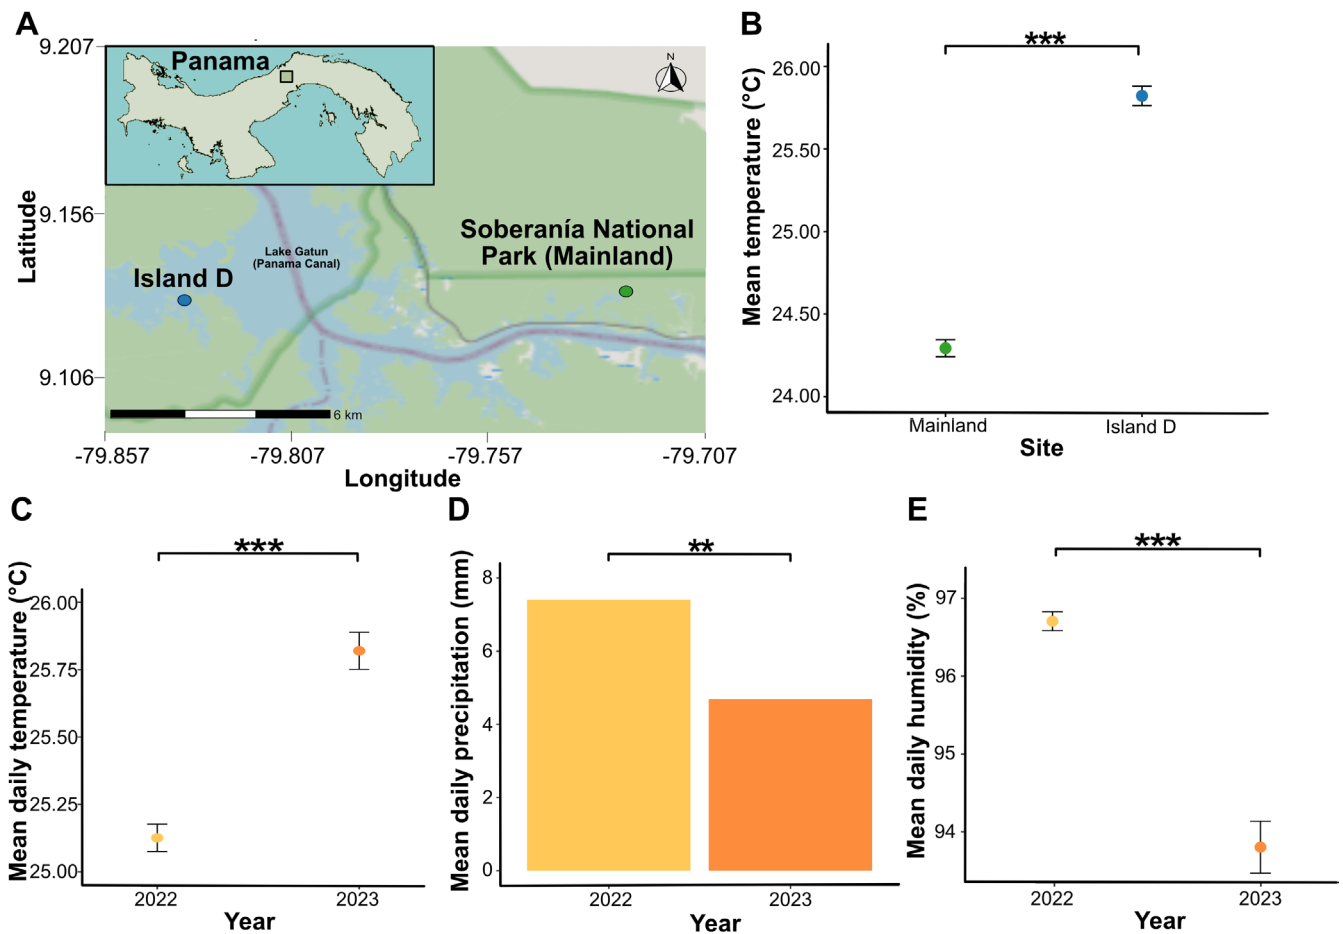 A
9.207
9.156
9.106
Latitude
Panama
N
Soberanía National
Park (Mainland)
Lake Gatun
(Panama Canal)
Island D
6 km
-79.857
-79.807
-79.757
-79.707
Longitude
B
***
Mean temperature (°C)
26.00
25.50
25.00
24.50
24.00
Mainland
Island D
Site
C
***
Mean daily temperature (°C)
26.00
25.75
25.50
25.25
25.00
2022
2023
Year
D
**
Mean daily precipitation (mm)
8
6
4
2
0
2022
2023
Year
E
***
Mean daily humidity (%)
97
96
95
94
2022
2023
Year